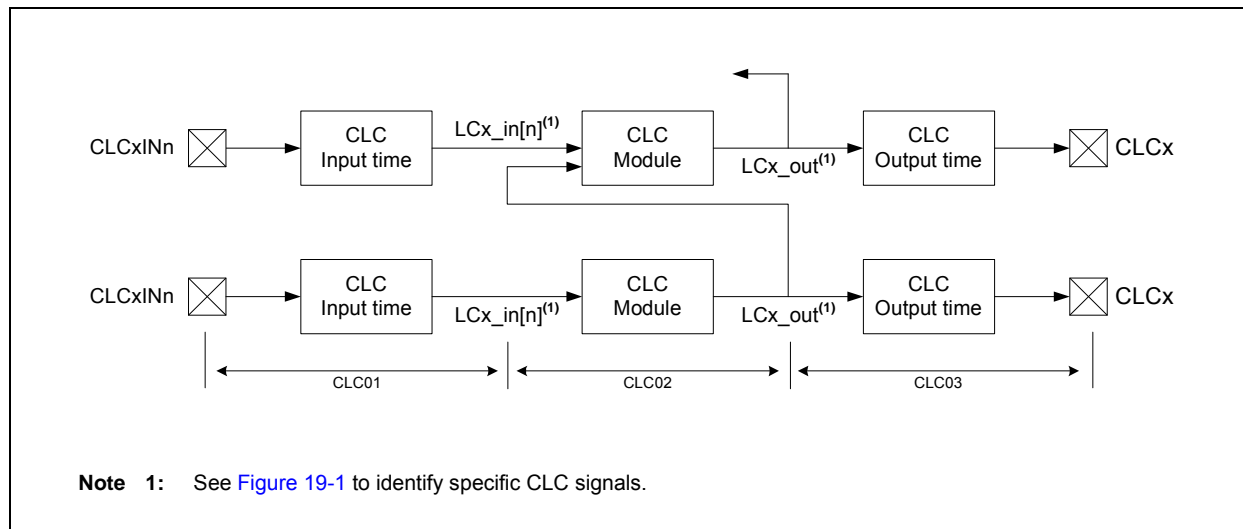 CLCxINn
CLC
Input time
LCx_in[n](1)
CLC
Module
LCx_out(1)
CLC
Output time
CLCx
CLCxINn
CLC
Input time
LCx_in[n](1)
CLC
Module
LCx_out(1)
CLC
Output time
CLCx
CLC01
CLC02
CLC03
Note 1: See Figure 19-1 to identify specific CLC signals.